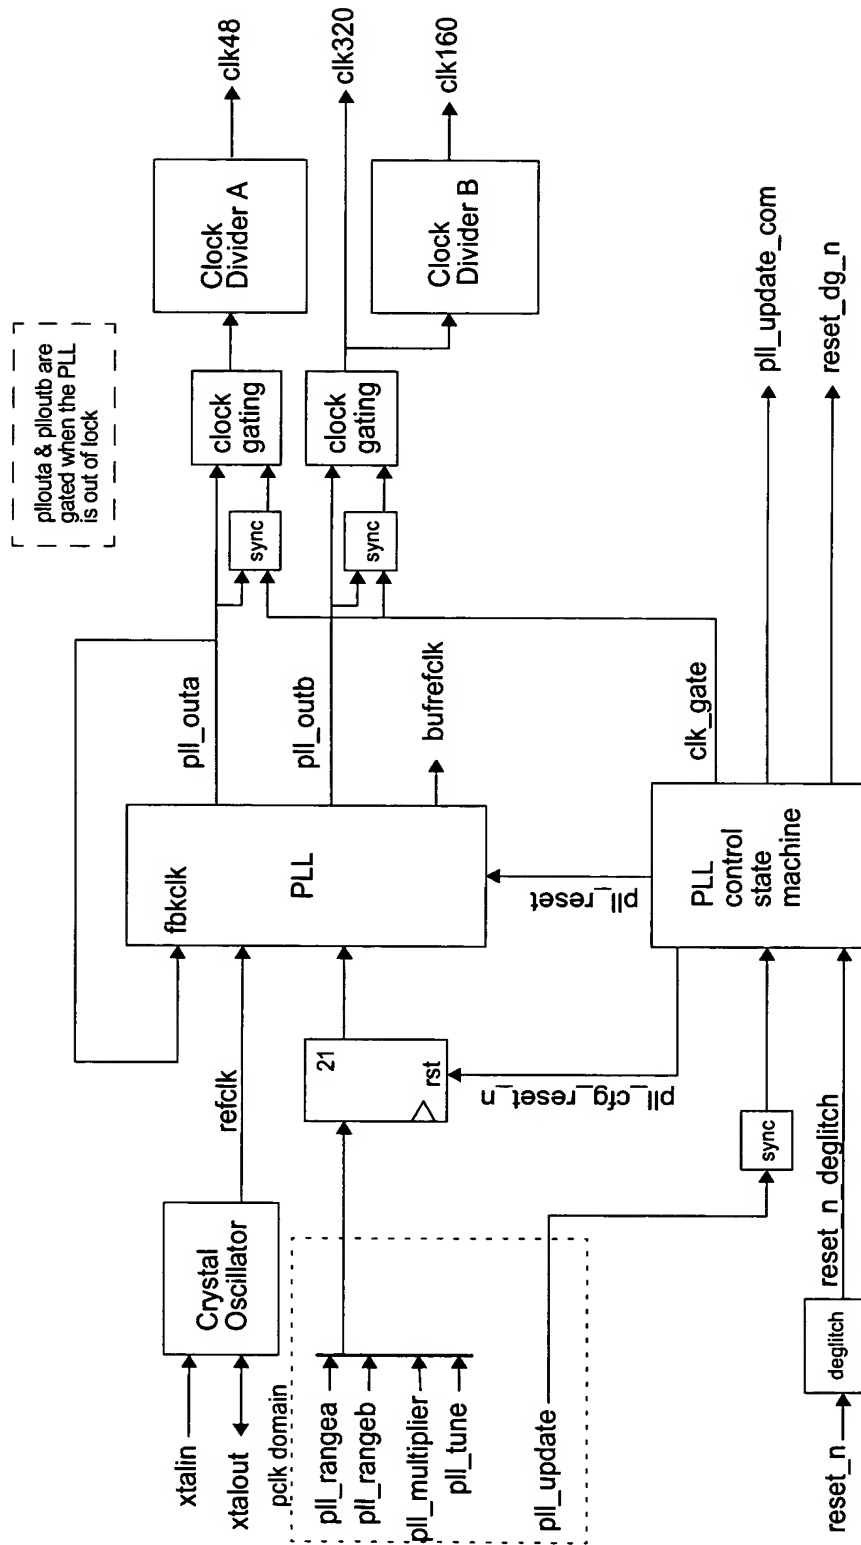 pllouta & plloutb are
gated when the PLL
is out of lock
xtalin
xtalout
Crystal
Oscillator
refclk
fbkclk
PLL
pll_outa
pll_outb
bufrefclk
sync
clock
gating
Clock
Divider A
clk48
sync
clock
gating
clk320
Clock
Divider B
clk160
pclk domain
pll_rangea
pll_rangeb
pll_multiplier
pll_tune
pll_update
21
rst
pll_cfg_reset_n
pll_reset
sync
PLL
control
state
machine
clk_gate
pll_update_com
reset_dg_n
reset_n
deglitch
reset_n_deglitch